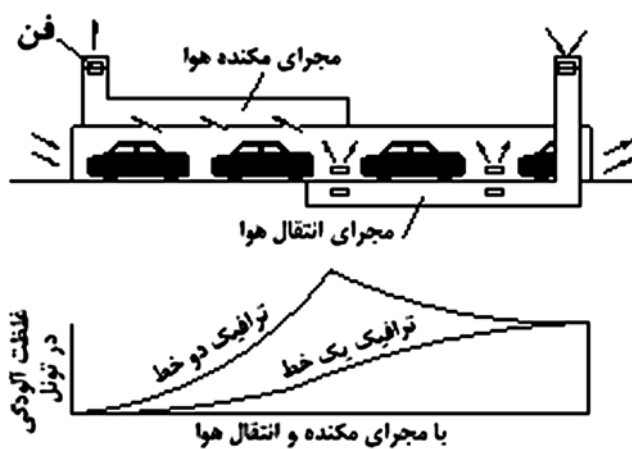 فن
مجرای مکنده هوا
مجرای انتقال هوا
ترافیک دو خط
ترافیک یک خط
غلظت آلودگی
در تونل
با مجرای مکنده و انتقال هوا